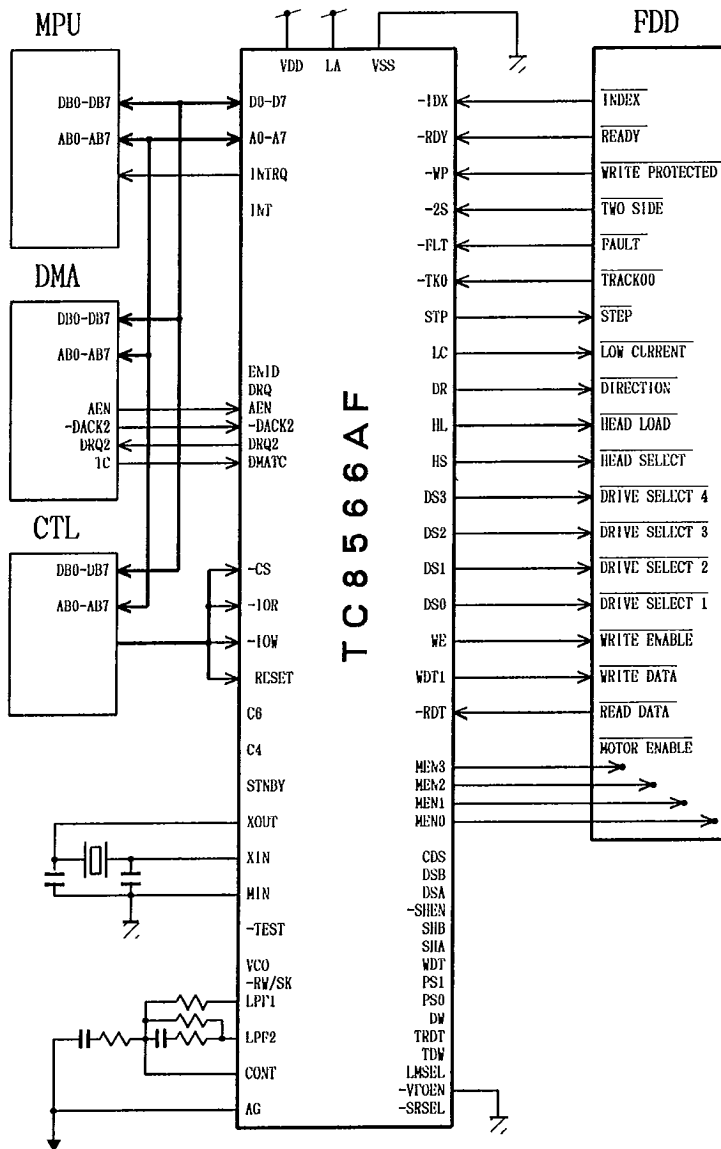 MPU
DB0-DB7
AB0-AB7
DMA
DB0-DB7
AB0-AB7
AEN
-DACK2
DRQ2
TC
CTL
DB0-DB7
AB0-AB7
VDD
LA
VSS
D0-D7
A0-A7
INTRQ
INT
ENID
DRQ
AEN
-DACK2
DRQ2
DMATC
-CS
-IOR
-IOW
RESET
C6
C4
STNBY
XOUT
XIN
MIN
-TEST
VCO
-RW/SK
LPF1
LPF2
CONT
AG
TC8566AF
-IDX
-RDY
-WP
-2S
-FLT
-TK0
STP
LC
DR
HL
HS
DS3
DS2
DS1
DS0
WE
WDT1
-RDT
MEN3
MEN2
MEN1
MEN0
CDS
DSB
DSA
-SHEN
SHB
SHA
WDT
PS1
PS0
DW
TRDT
TDW
LMSEL
-VFOEN
-SRSEL
FDD
INDEX
READY
WRITE PROTECTED
TWO SIDE
FAULT
TRACK00
STEP
LOW CURRENT
DIRECTION
HEAD LOAD
HEAD SELECT
DRIVE SELECT 4
DRIVE SELECT 3
DRIVE SELECT 2
DRIVE SELECT 1
WRITE ENABLE
WRITE DATA
READ DATA
MOTOR ENABLE